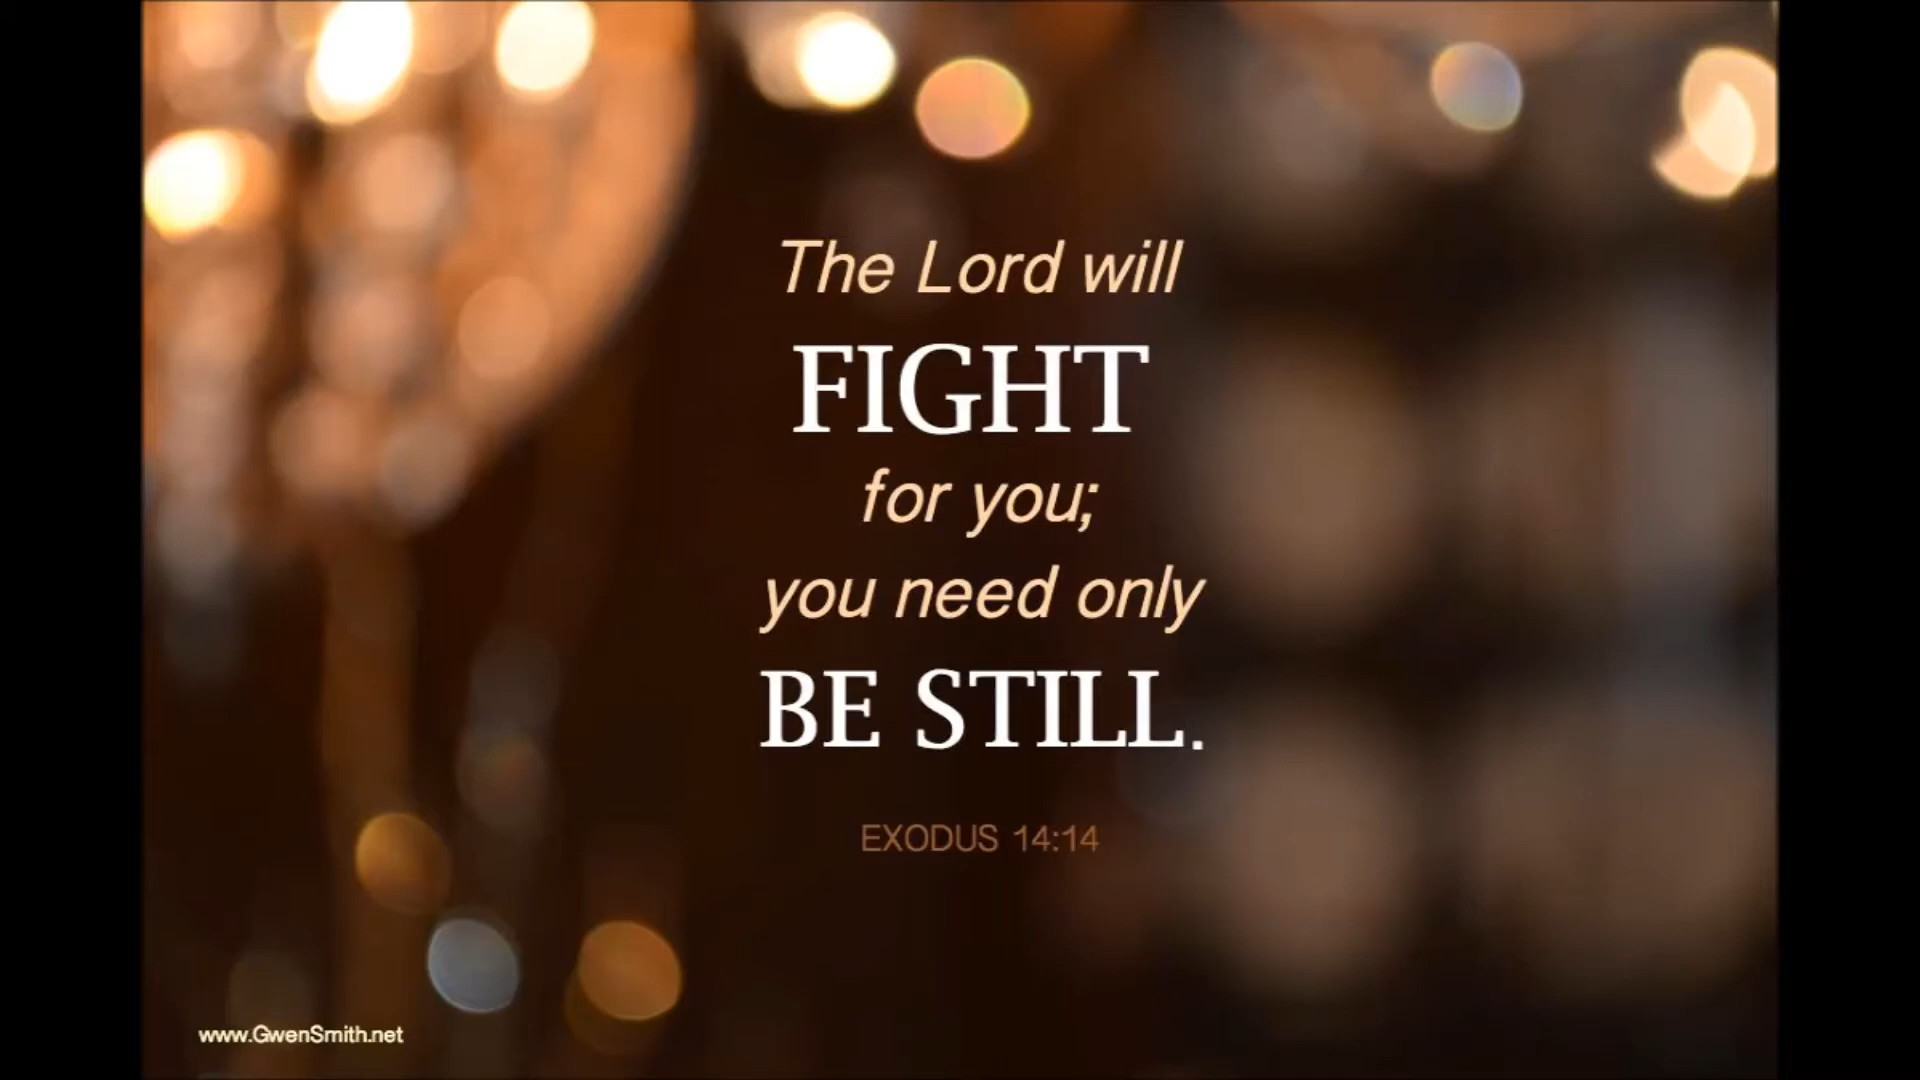 The Lord will
FIGHT
for you;
you need only
BE STILL.
EXODUS 14:14
www.GwenSmith.net